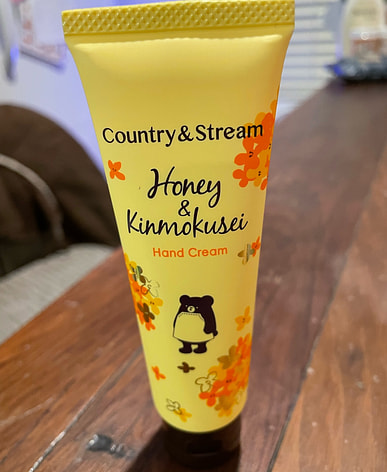 Country&Stream
Honey
&
Kinmokusei
Hand Cream